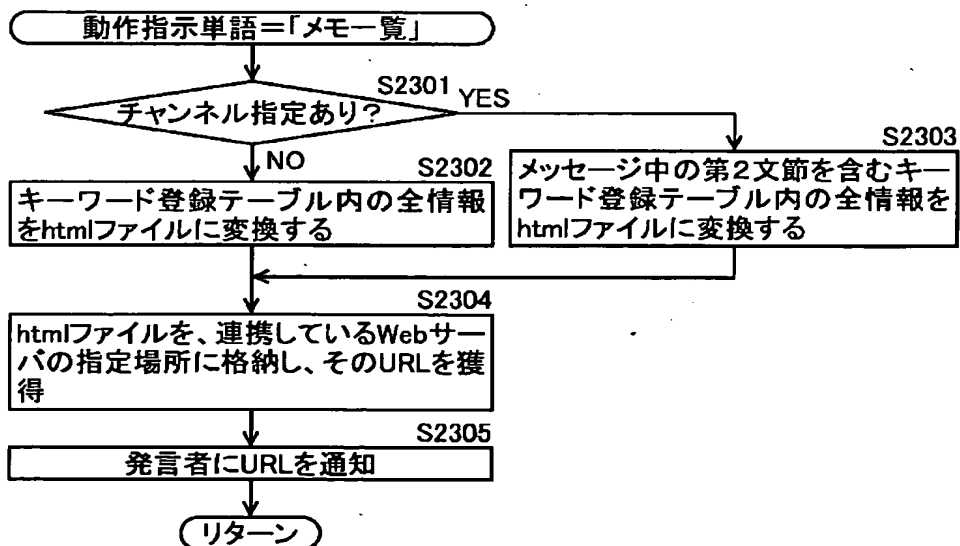 動作指示単語＝「メモ一覧」
S2301
チャンネル指定あり？
YES
NO
S2302
キーワード登録テーブル内の全情報
をhtmlファイルに変換する
S2303
メッセージ中の第2文節を含むキー
ワード登録テーブル内の全情報を
htmlファイルに変換する
S2304
htmlファイルを、連携しているWebサー
バの指定場所に格納し、そのURLを獲
得
S2305
発言者にURLを通知
リターン